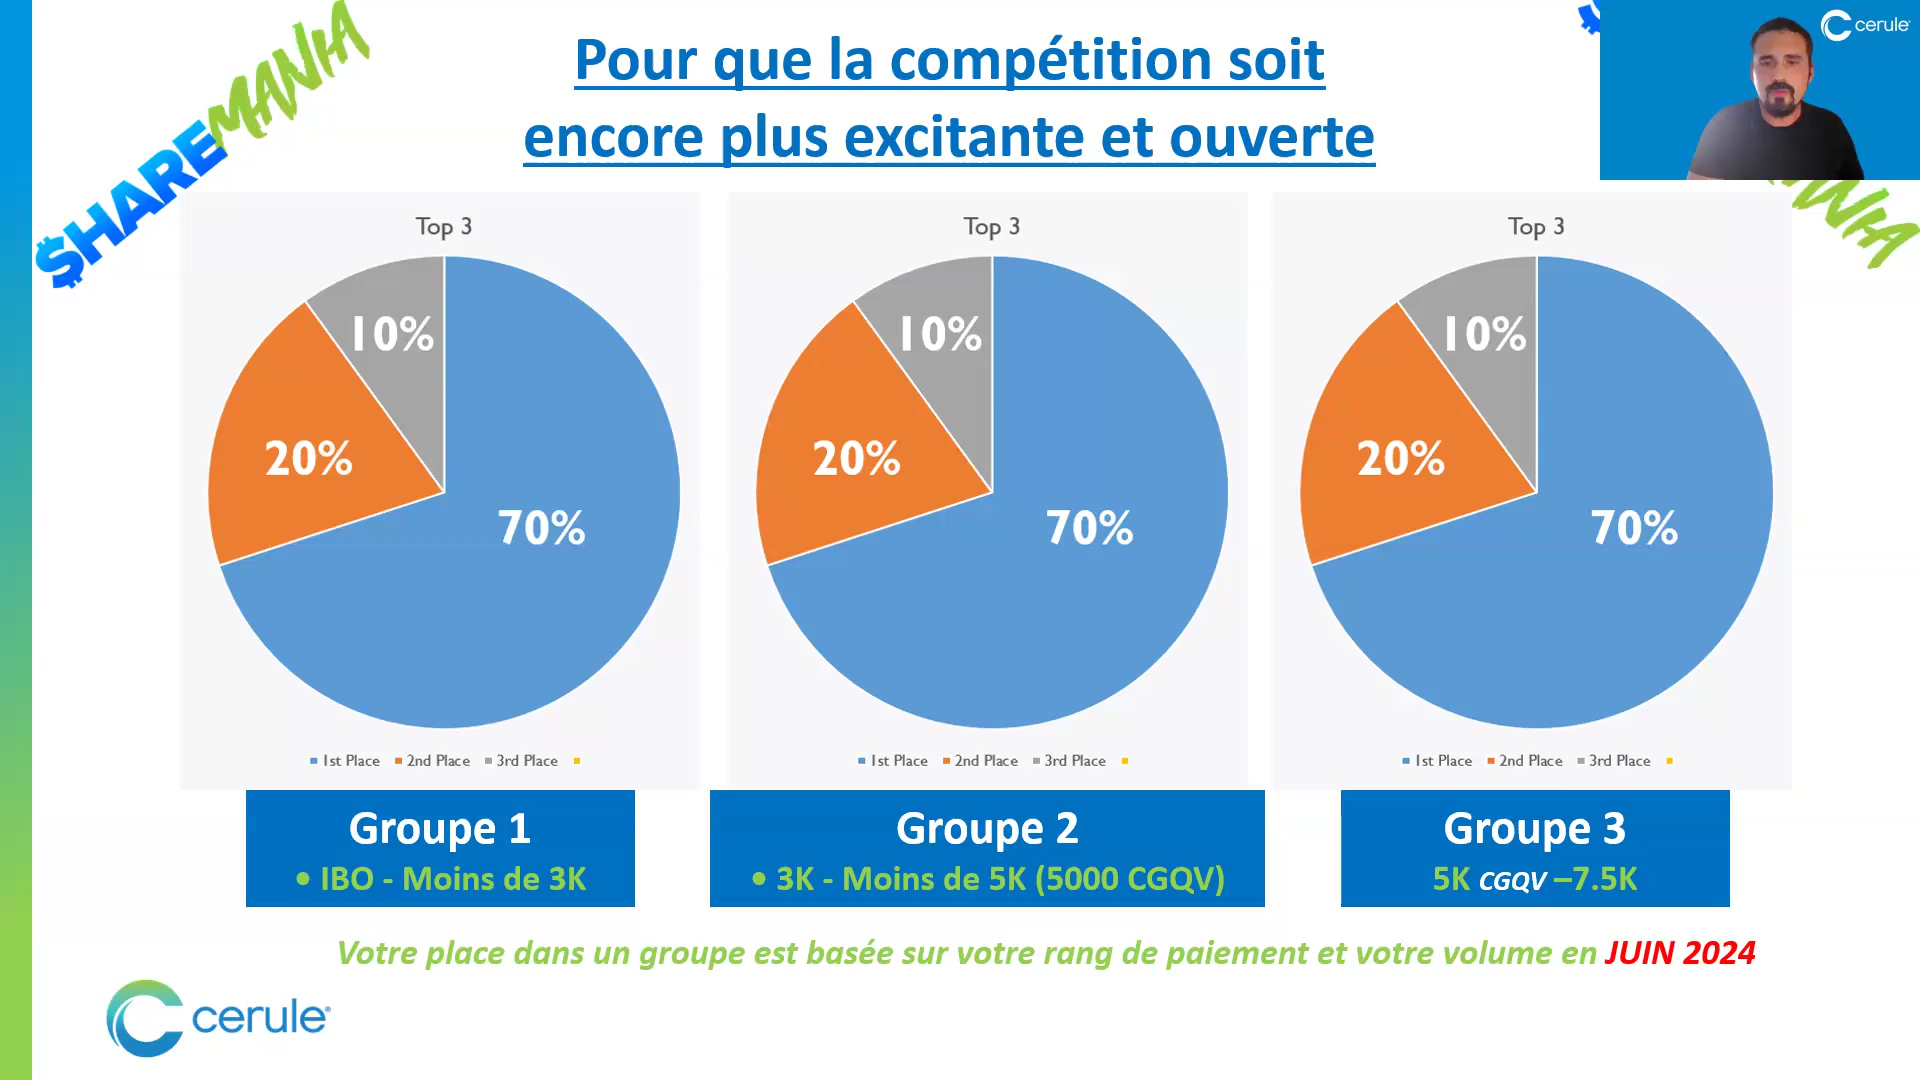 $HARE MANIA
Pour que la compétition soit
encore plus excitante et ouverte
cerule®
Top 3
10%
20%
70%
1st Place 2nd Place 3rd Place
Top 3
10%
20%
70%
1st Place 2nd Place 3rd Place
Top 3
10%
20%
70%
1st Place 2nd Place 3rd Place
Groupe 1
• IBO - Moins de 3K
Groupe 2
• 3K - Moins de 5K (5000 CGQV)
Groupe 3
5K CGQV –7.5K
Votre place dans un groupe est basée sur votre rang de paiement et votre volume en JUIN 2024
cerule®